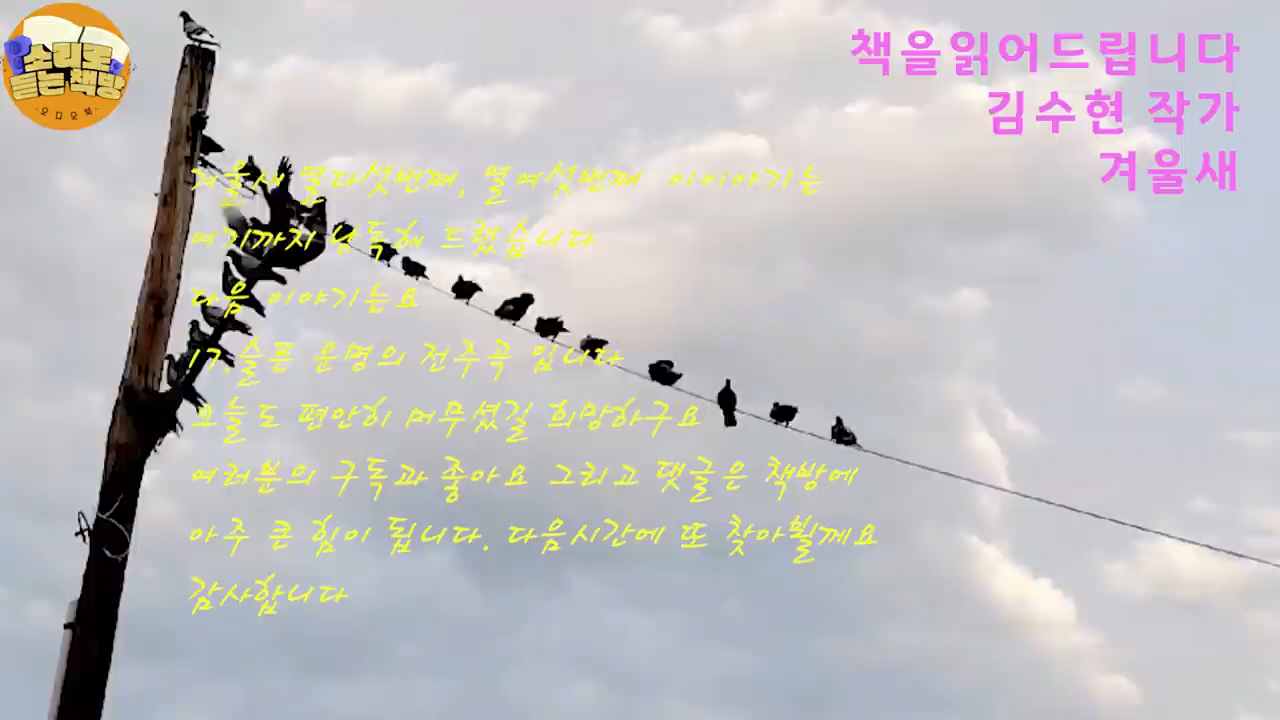 소리로
듣는책방
·오디오북·
책을읽어드립니다
김수현 작가
겨울새
겨울새 열다섯번째, 열여섯번째 이이야기는
여기까지 낭독해 드렸습니다
다음 이야기는요
17.슬픈 운명의 전주곡 입니다
오늘도 편안히 머무셨길 희망하구요
여러분의 구독과 좋아요 그리고 댓글은 책방에
아주 큰 힘이 됩니다. 다음시간에 또 찾아뵐께요
감사합니다